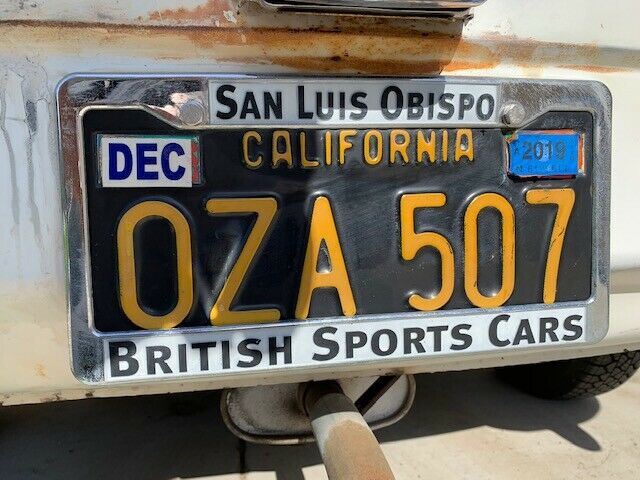 SAN LUIS OBISPO
CALIFORNIA
DEC
2019
OZA 507
BRITISH SPORTS CARS